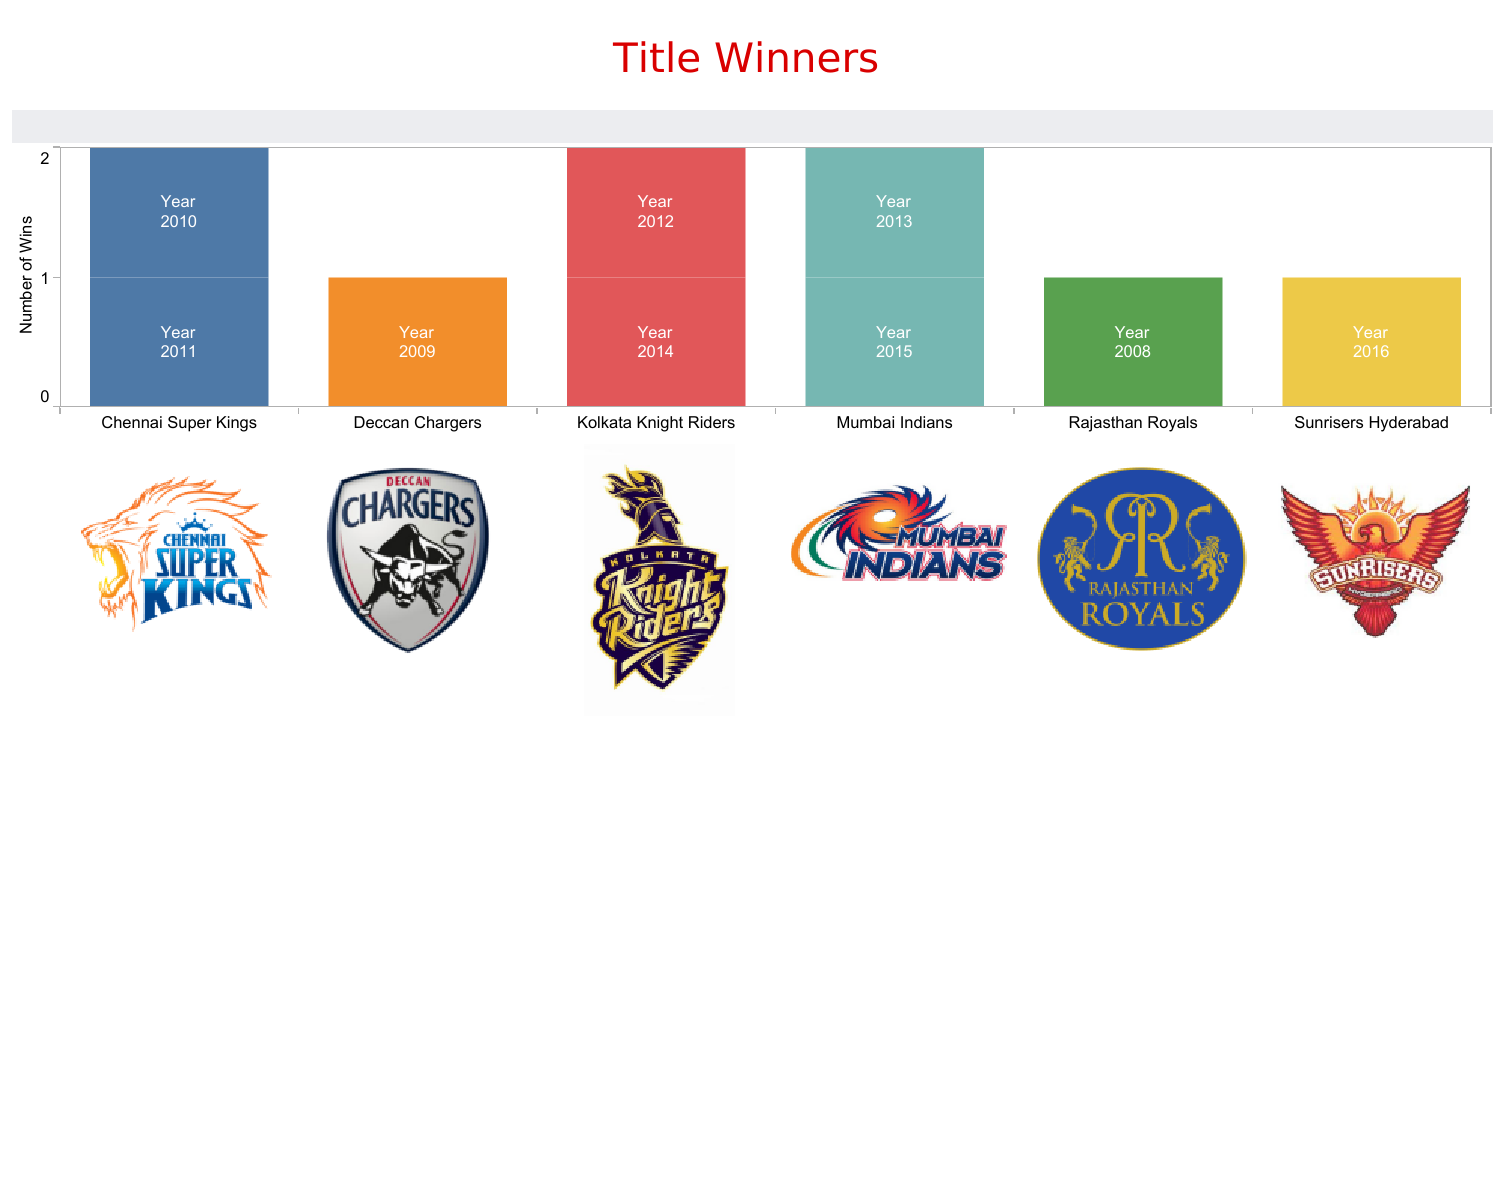 Title Winners
2
1
0
Number of Wins
Year
2010
Year
2011
Year
2009
Year
2012
Year
2014
Year
2013
Year
2015
Year
2008
Year
2016
Chennai Super Kings
Deccan Chargers
Kolkata Knight Riders
Mumbai Indians
Rajasthan Royals
Sunrisers Hyderabad
CHENNAI
SUPER
KINGS
DECCAN
CHARGERS
KOLKATA
Knight
Riders
MUMBAI
INDIANS
RR
RAJASTHAN
ROYALS
SUNRISERS